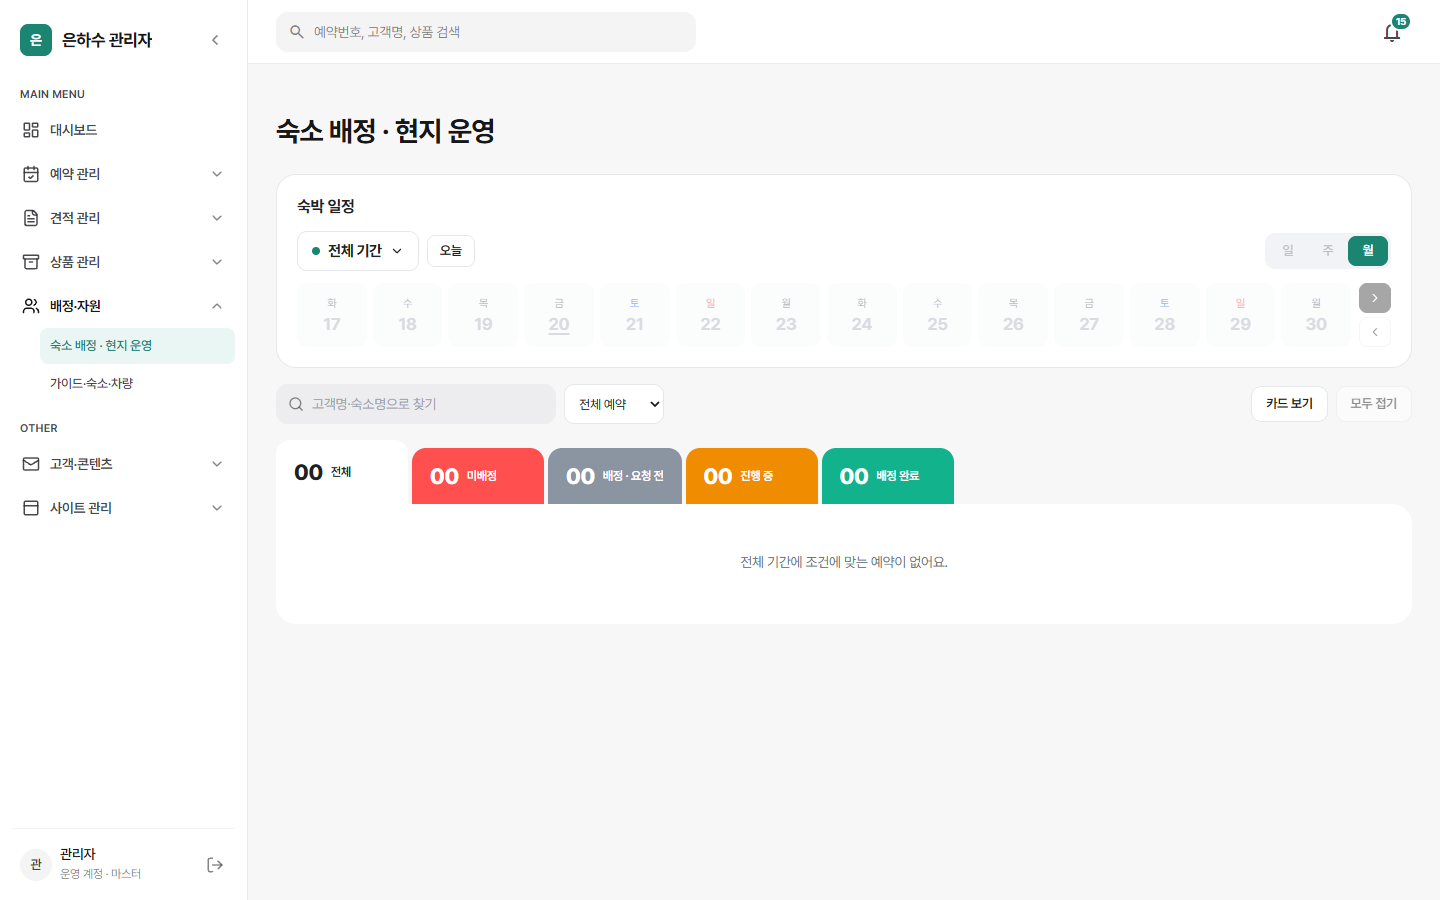 은 은하수 관리자
MAIN MENU
대시보드
예약 관리
견적 관리
상품 관리
배정·자원
숙소 배정 · 현지 운영
가이드·숙소·차량
OTHER
고객·콘텐츠
사이트 관리
관 관리자
운영 계정 · 마스터
예약번호, 고객명, 상품 검색
15
숙소 배정 · 현지 운영
숙박 일정
전체 기간 오늘
일 주 월
화 수 목 금 토 일 월 화 수 목 금 토 일 월
17 18 19 20 21 22 23 24 25 26 27 28 29 30
고객명·숙소명으로 찾기 전체 예약 카드 보기 모두 접기
00 전체 00 미배정 00 배정 · 요청 전 00 진행 중 00 배정 완료
전체 기간에 조건에 맞는 예약이 없어요.